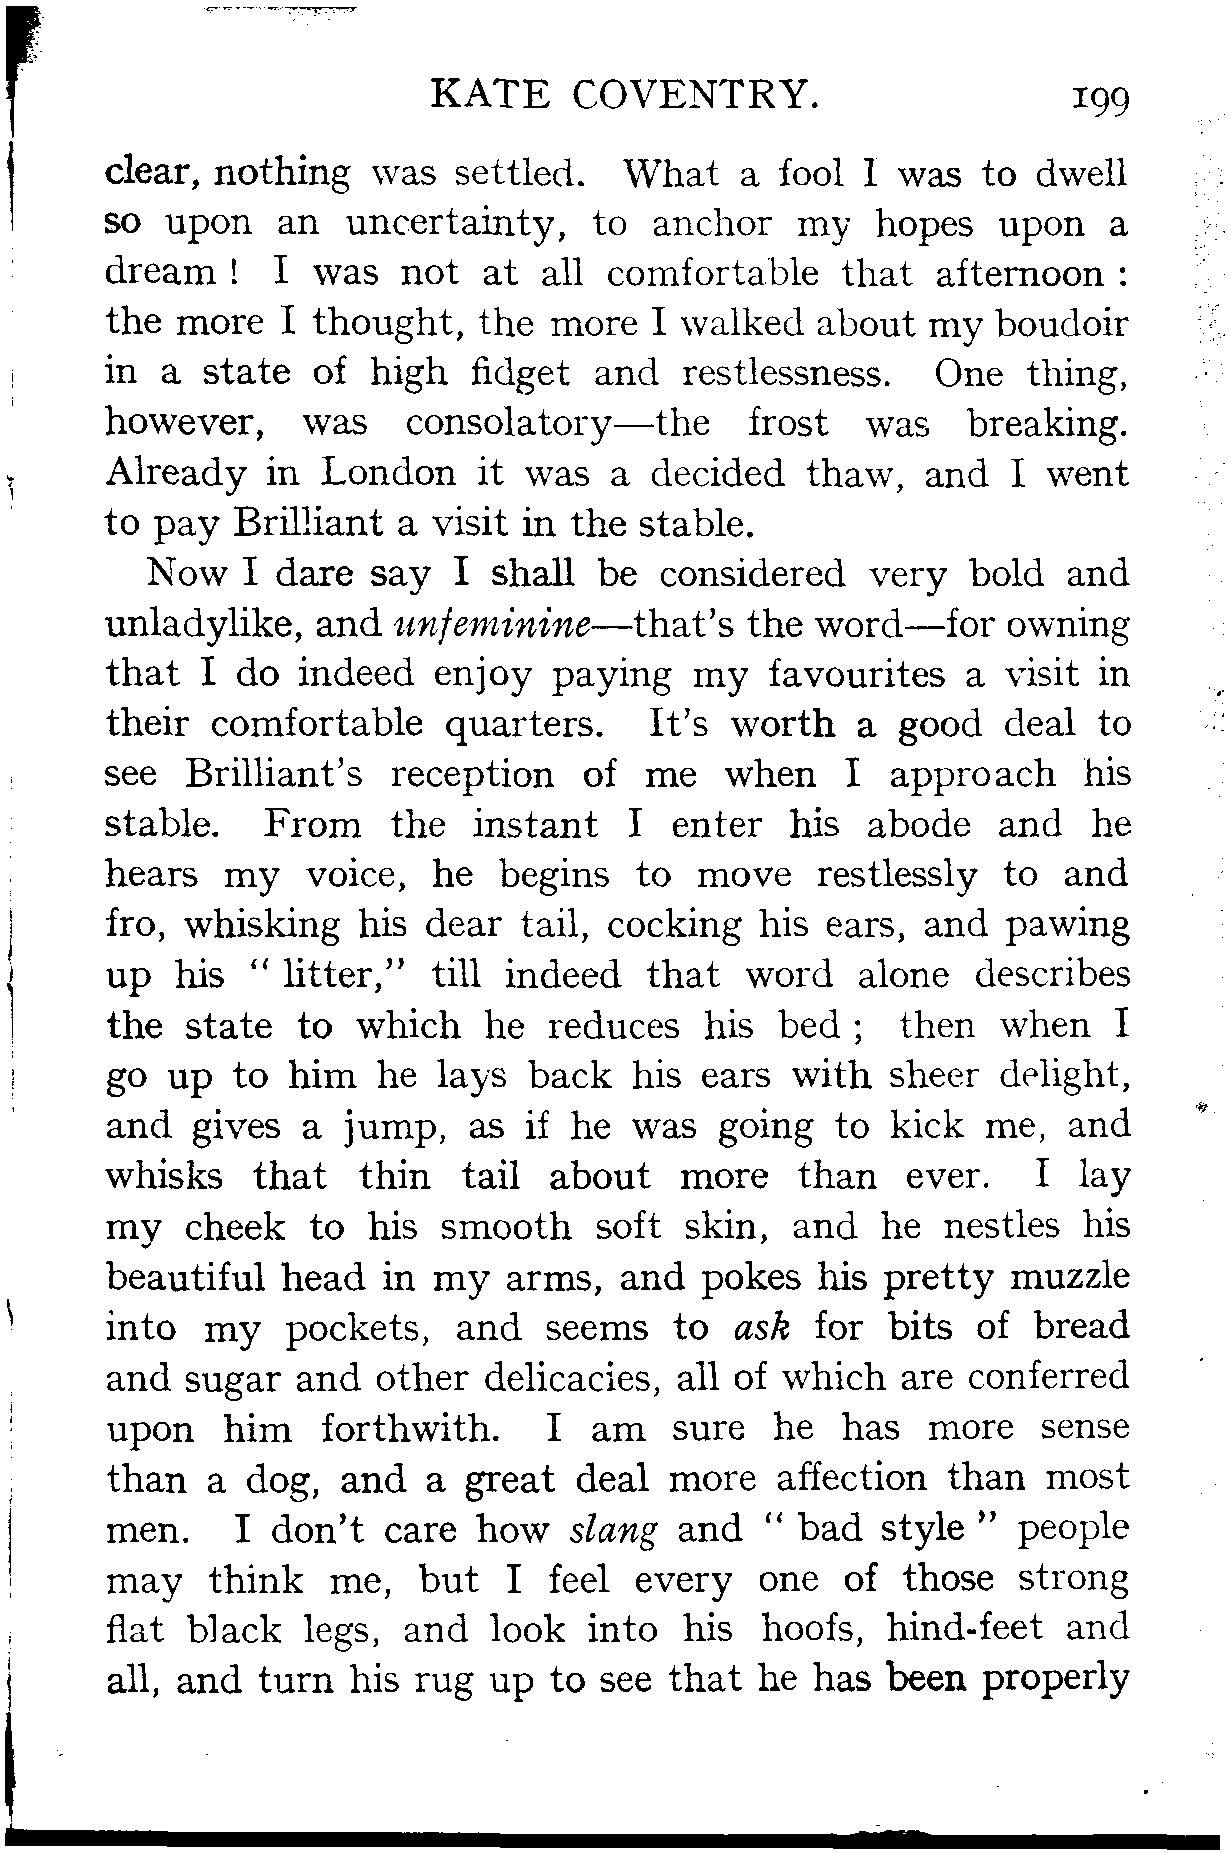 KATE COVENTRY. 199
clear, nothing was settled. What a fool I was to dwell
so upon an uncertainty, to anchor my hopes upon a
dream ! I was not at all comfortable that afternoon :
the more I thought, the more I walked about my boudoir
in a state of high fidget and restlessness. One thing,
however, was consolatory—the frost was breaking.
Already in London it was a decided thaw, and I went
to pay Brilliant a visit in the stable.
Now I dare say I shall be considered very bold and
unladylike, and unfeminine—that's the word—for owning
that I do indeed enjoy paying my favourites a visit in
their comfortable quarters. It's worth a good deal to
see Brilliant's reception of me when I approach his
stable. From the instant I enter his abode and he
hears my voice, he begins to move restlessly to and
fro, whisking his dear tail, cocking his ears, and pawing
up his " litter," till indeed that word alone describes
the state to which he reduces his bed ; then when I
go up to him he lays back his ears with sheer delight,
and gives a jump, as if he was going to kick me, and
whisks that thin tail about more than ever. I lay
my cheek to his smooth soft skin, and he nestles his
beautiful head in my arms, and pokes his pretty muzzle
into my pockets, and seems to ask for bits of bread
and sugar and other delicacies, all of which are conferred
upon him forthwith. I am sure he has more sense
than a dog, and a great deal more affection than most
men. I don't care how slang and " bad style " people
may think me, but I feel every one of those strong
flat black legs, and look into his hoofs, hind-feet and
all, and turn his rug up to see that he has been properly